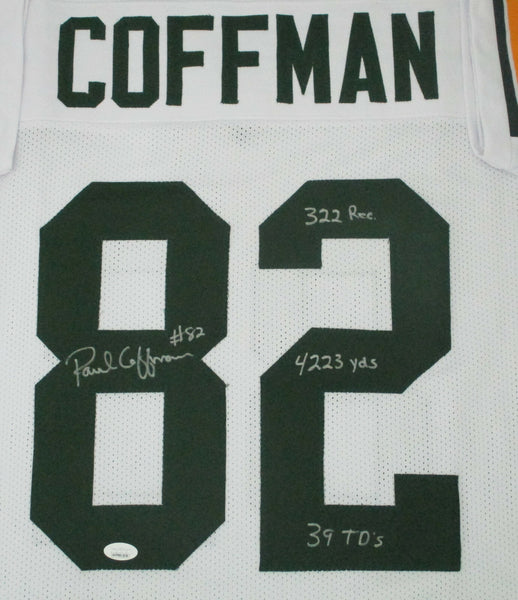 COFFMAN
82
322 Rec.
#82
Paul Coffman
4223 yds
39 TD's